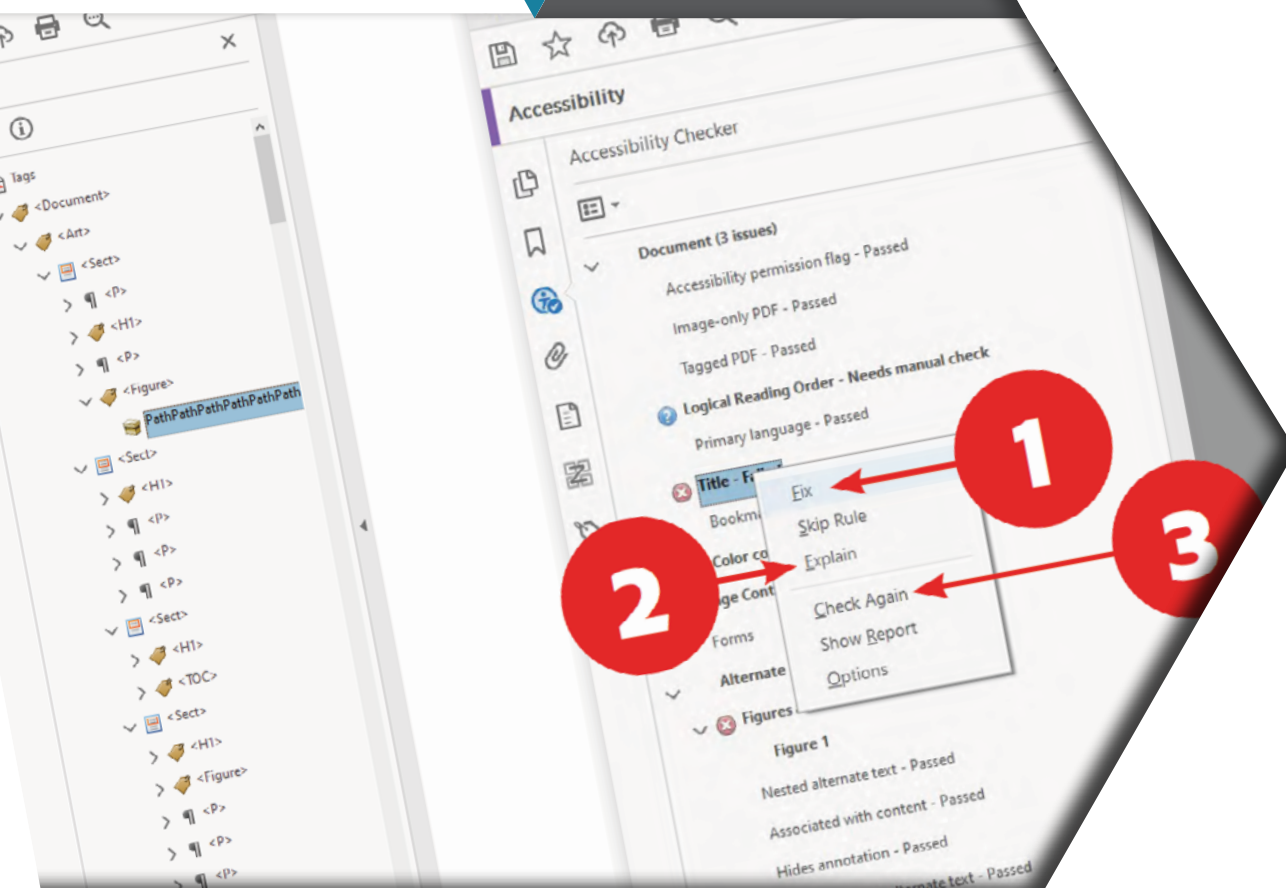 Tags
<Document>
<Art>
<Sect>
<P>
<H1>
<P>
<Figure>
PathPathPathPathPathPath
<Sect>
<H1>
<P>
<P>
<P>
<Sect>
<H1>
<TOC>
<Sect>
<H1>
<Figure>
<P>
<P>
<P>
Accessibility
Accessibility Checker
Document (3 issues)
Accessibility permission flag - Passed
Image-only PDF - Passed
Tagged PDF - Passed
Logical Reading Order - Needs manual check
Primary language - Passed
Title -
Color
Forms
Alternate
Figures
Figure 1
Nested alternate text - Passed
Associated with content - Passed
Hides annotation - Passed
text - Passed
Fix
Skip Rule
Explain
Check Again
Show Report
Options
1
2
3